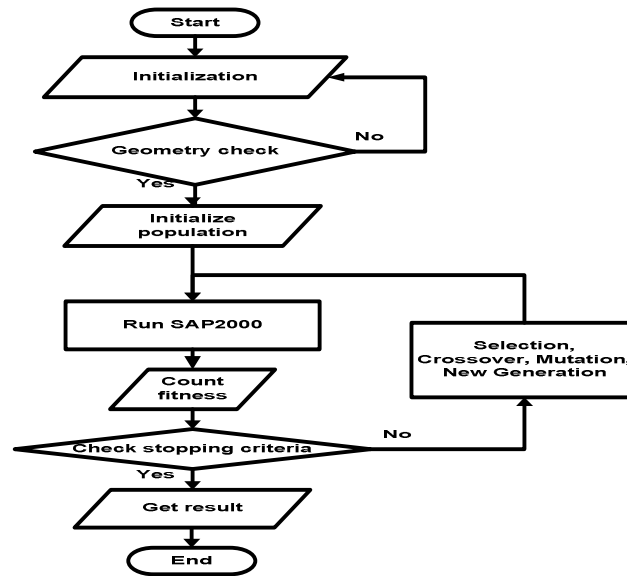 Start
Initialization
No
Geometry check
Yes
Initialize
population
Run SAP2000
Selection,
Crossover, Mutation,
New Generation
Count
fitness
No
Check stopping criteria
Yes
Get result
End